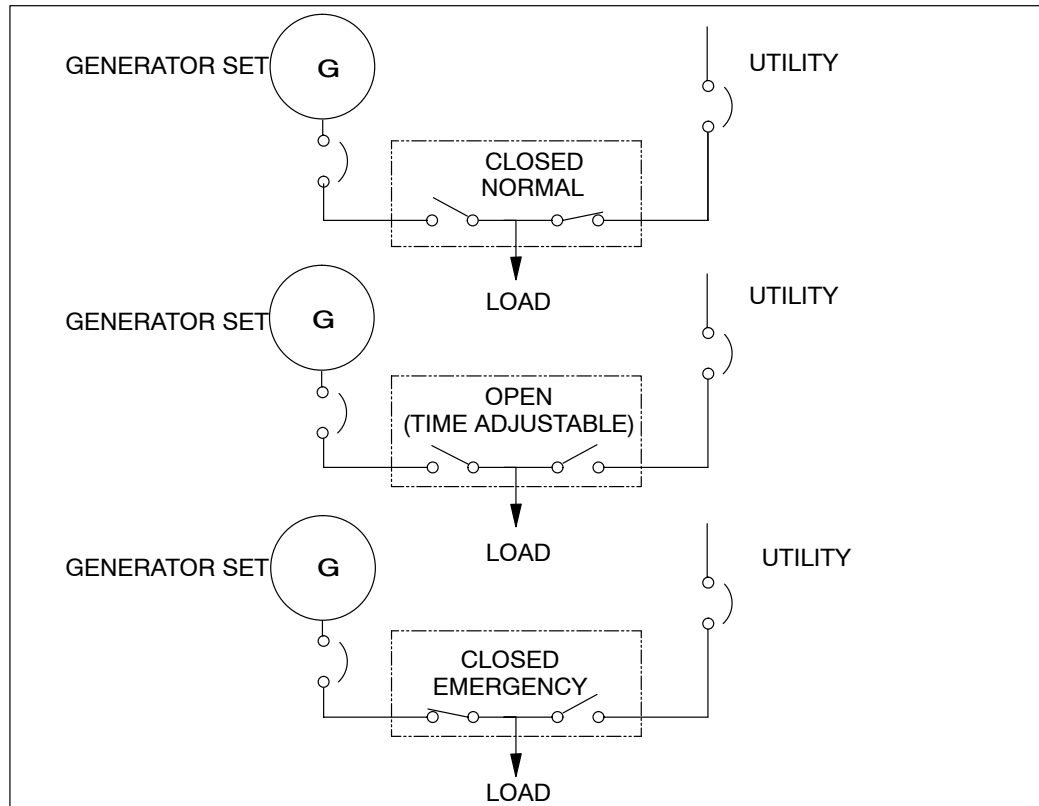 GENERATOR SET
G
UTILITY
CLOSED
NORMAL
LOAD
GENERATOR SET
G
UTILITY
OPEN
(TIME ADJUSTABLE)
LOAD
GENERATOR SET
G
UTILITY
CLOSED
EMERGENCY
LOAD